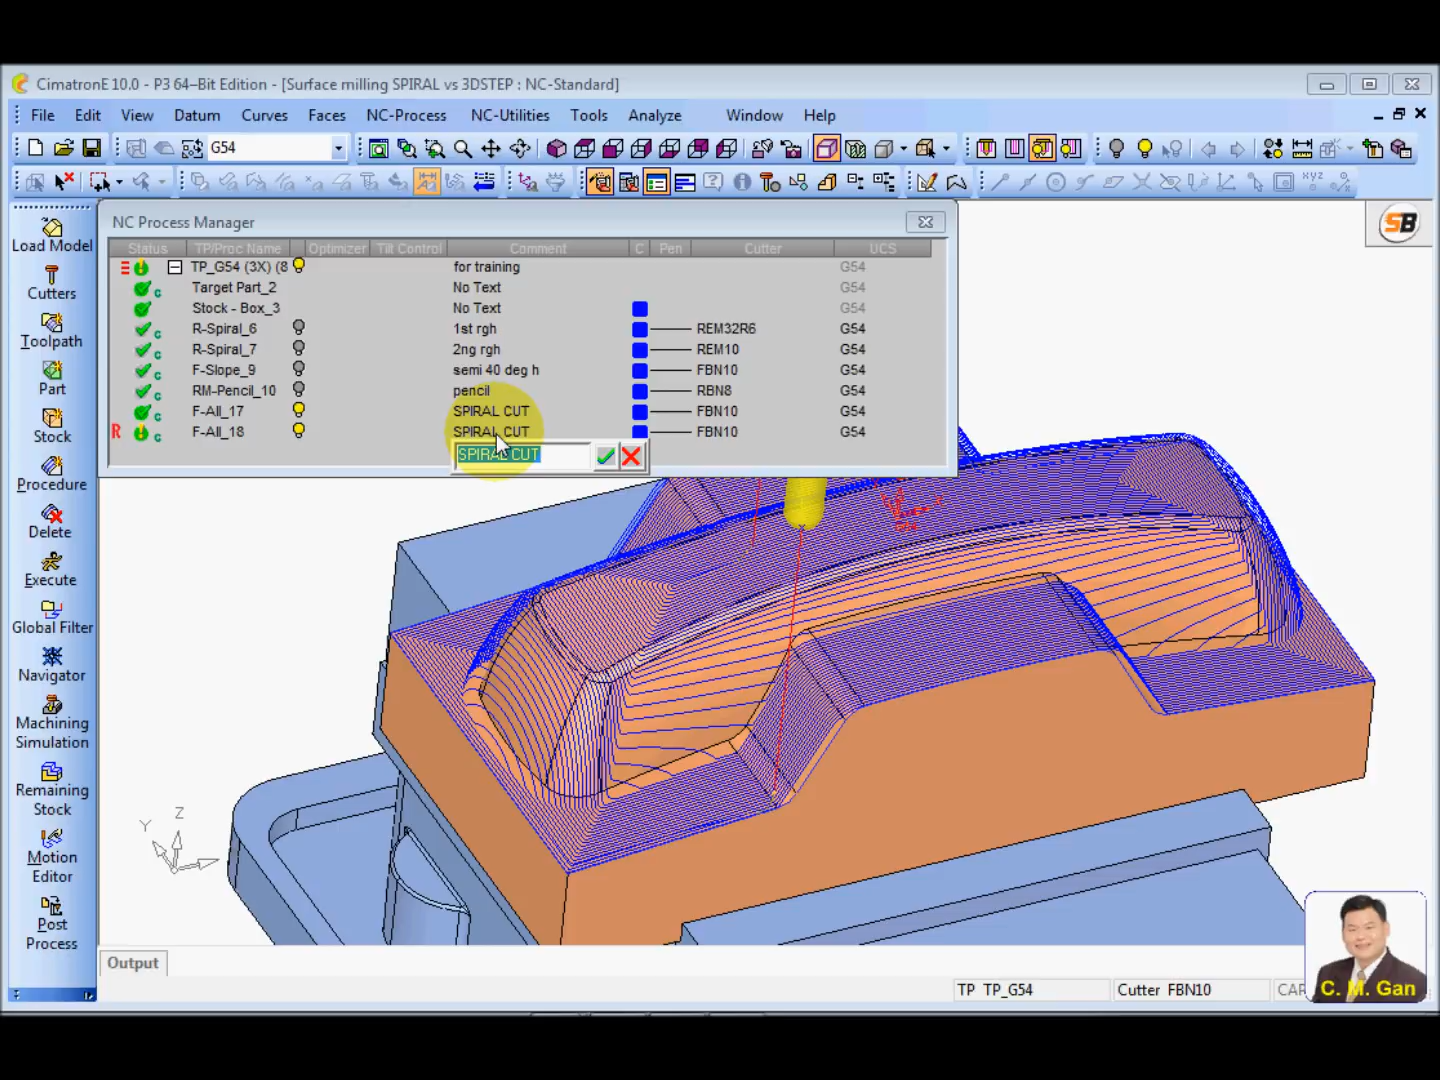 CimatronE 10.0 - P3 64–Bit Edition - [Surface milling SPIRAL vs 3DSTEP : NC-Standard]
File Edit View Datum Curves Faces NC-Process NC-Utilities Tools Analyze Window Help
G54
SB
NC Process Manager
Status TP/Proc Name Optimizer Tilt Control Comment C Pen Cutter UCS
TP_G54 (3X) (8 for training G54
Target Part_2 No Text G54
Stock - Box_3 No Text G54
R-Spiral_6 1st rgh REM32R6 G54
R-Spiral_7 2ng rgh REM10 G54
F-Slope_9 semi 40 deg h FBN10 G54
RM-Pencil_10 pencil RBN8 G54
F-All_17 SPIRAL CUT FBN10 G54
R F-All_18 SPIRAL CUT FBN10 G54
SPIRAL CUT
Load Model
Cutters
Toolpath
Part
Stock
Procedure
Delete
Execute
Global Filter
Navigator
Machining
Simulation
Remaining
Stock
Motion
Editor
Post
Process
Y Z
Output
TP TP_G54 Cutter FBN10
C. M. Gan